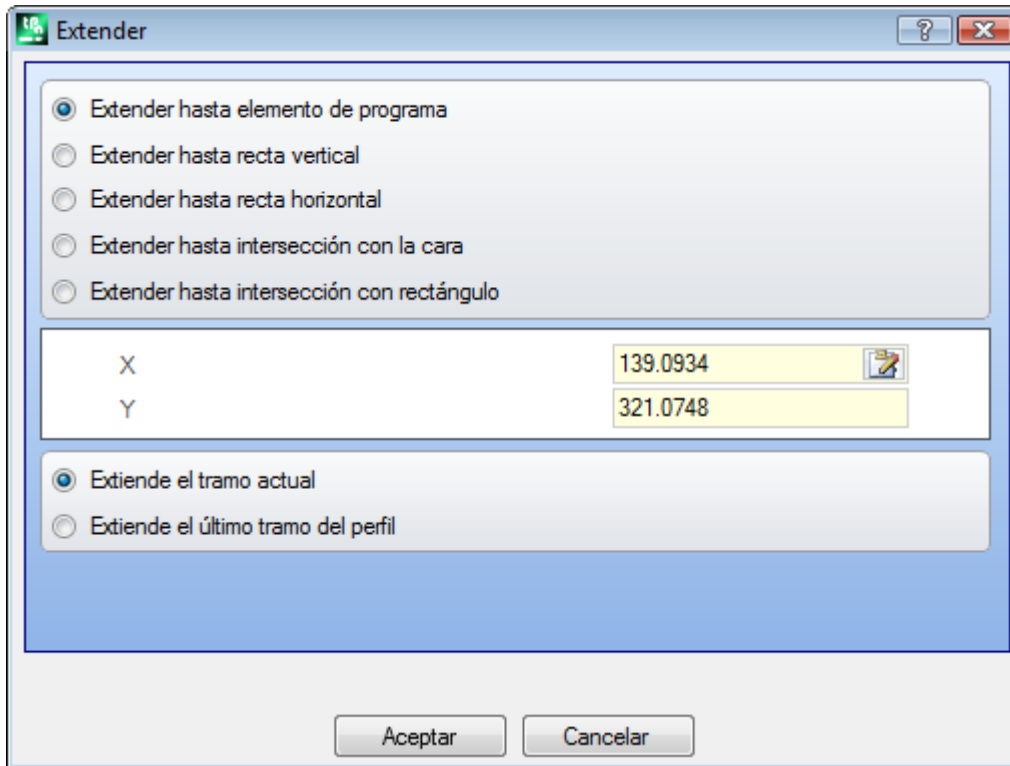 Extender
Extender hasta elemento de programa
Extender hasta recta vertical
Extender hasta recta horizontal
Extender hasta intersección con la cara
Extender hasta intersección con rectángulo
X 139.0934
Y 321.0748
Extiende el tramo actual
Extiende el último tramo del perfil
Aceptar Cancelar